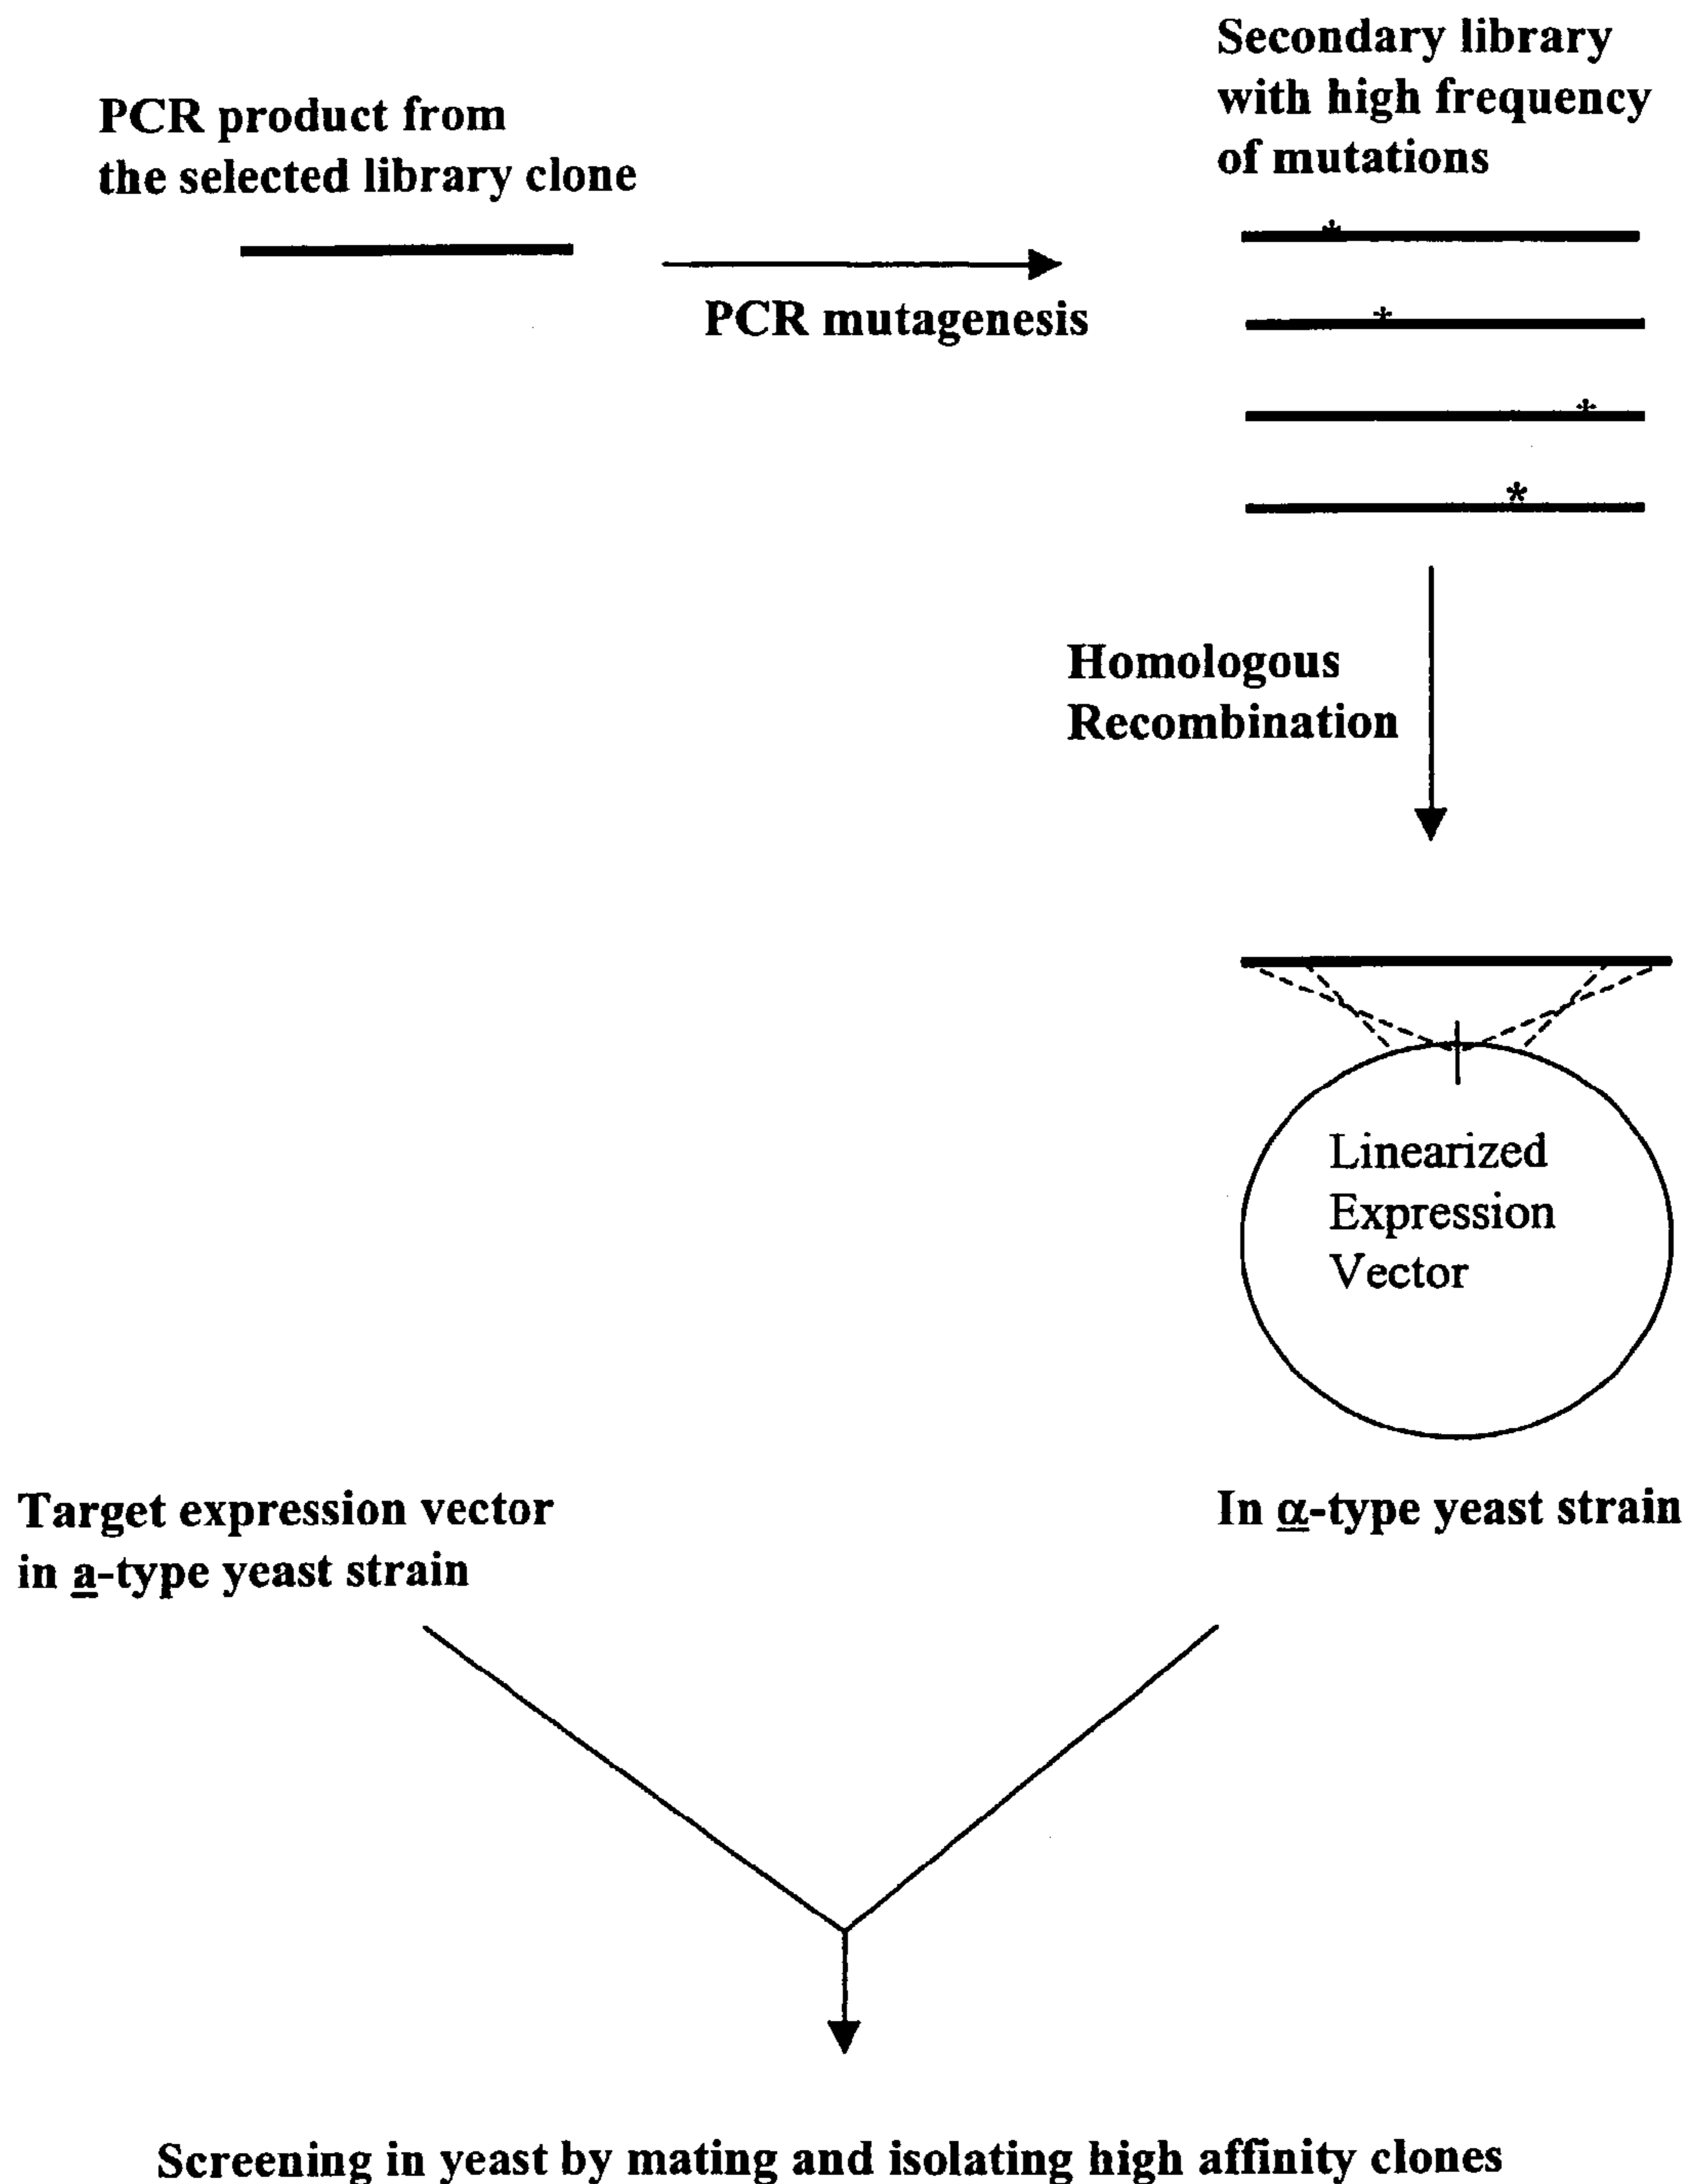 PCR product from
the selected library clone
PCR mutagenesis
Secondary library
with high frequency
of mutations
*
*
*
*
Homologous
Recombination
Linearized
Expression
Vector
Target expression vector
in a-type yeast strain
In α-type yeast strain
Screening in yeast by mating and isolating high affinity clones